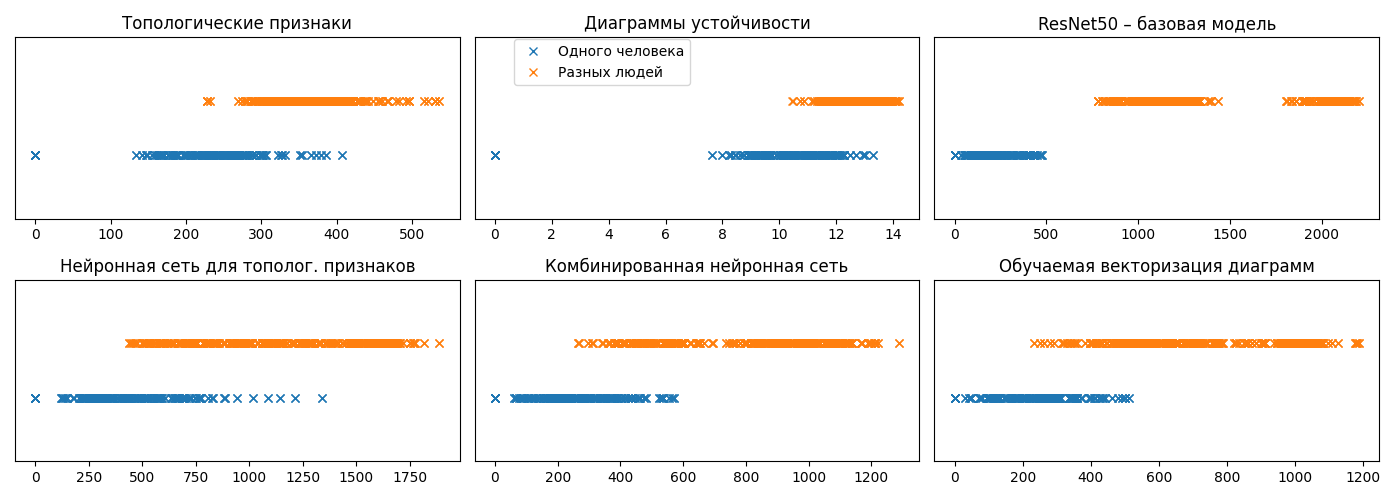 Топологические признаки
Диаграммы устойчивости
ResNet50 – базовая модель
Одного человека
Разных людей
0 100 200 300 400 500
0 2 4 6 8 10 12 14
0 500 1000 1500 2000
Нейронная сеть для тополог. признаков
Комбинированная нейронная сеть
Обучаемая векторизация диаграмм
0 250 500 750 1000 1250 1500 1750
0 200 400 600 800 1000 1200
0 200 400 600 800 1000 1200